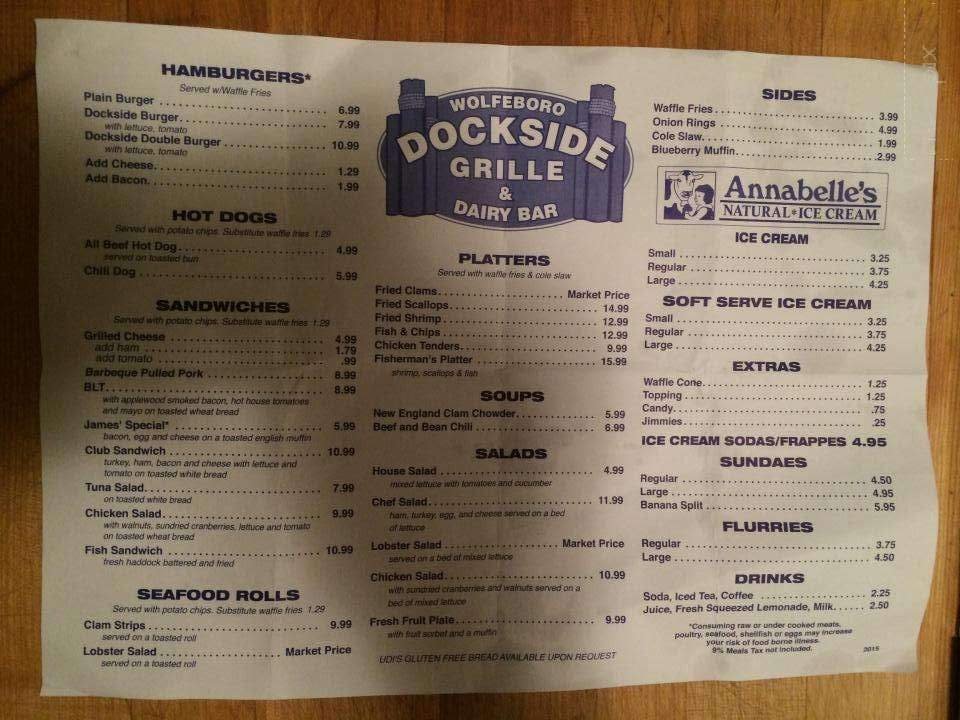 HAMBURGERS*
Served w/Waffle Fries
Plain Burger 6.99
Dockside Burger 7.99
with lettuce, tomato
Dockside Double Burger 10.99
with lettuce, tomato
Add Cheese 1.29
Add Bacon 1.99
HOT DOGS
Served with potato chips. Substitute waffle fries 1.29
All Beef Hot Dog 4.99
served on toasted bun
Chili Dog 5.99
SANDWICHES
Served with potato chips. Substitute waffle fries 1.29
Grilled Cheese 4.99
add ham 1.79
add tomato .99
Barbeque Pulled Pork 8.99
BLT 8.99
with applewood smoked bacon, hot house tomatoes
and mayo on toasted wheat bread
James' Special* 5.99
bacon, egg and cheese on a toasted english muffin
Club Sandwich 10.99
turkey, ham, bacon and cheese with lettuce and
tomato on toasted white bread
Tuna Salad 7.99
on toasted white bread
Chicken Salad 9.99
with walnuts, sundried cranberries, lettuce and tomato
on toasted wheat bread
Fish Sandwich 10.99
fresh haddock battered and fried
SEAFOOD ROLLS
Served with potato chips. Substitute waffle fries 1.29
Clam Strips 9.99
served on a toasted roll
Lobster Salad Market Price
served on a toasted roll
WOLFEBORO
DOCKSIDE
GRILLE
&
DAIRY BAR
PLATTERS
Served with waffle fries & cole slaw
Fried Clams Market Price
Fried Scallops 14.99
Fried Shrimp 12.99
Fish & Chips 12.99
Chicken Tenders 9.99
Fisherman's Platter 15.99
shrimp, scallops & fish
SOUPS
New England Clam Chowder 5.99
Beef and Bean Chili 6.99
SALADS
House Salad 4.99
mixed lettuce with tomatoes and cucumber
Chef Salad 11.99
ham, turkey, egg, and cheese served on a bed
of lettuce
Lobster Salad Market Price
served on a bed of mixed lettuce
Chicken Salad 10.99
with sundried cranberries and walnuts served on a
bed of mixed lettuce
Fresh Fruit Plate 9.99
with fruit sorbet and a muffin
UDI'S GLUTEN FREE BREAD AVAILABLE UPON REQUEST
SIDES
Waffle Fries 3.99
Onion Rings 4.99
Cole Slaw 1.99
Blueberry Muffin 2.99
Annabelle's
NATURAL*ICE CREAM
ICE CREAM
Small 3.25
Regular 3.75
Large 4.25
SOFT SERVE ICE CREAM
Small 3.25
Regular 3.75
Large 4.25
EXTRAS
Waffle Cone 1.25
Topping 1.25
Candy .75
Jimmies .25
ICE CREAM SODAS/FRAPPES 4.95
SUNDAES
Regular 4.50
Large 4.95
Banana Split 5.95
FLURRIES
Regular 3.75
Large 4.50
DRINKS
Soda, Iced Tea, Coffee 2.25
Juice, Fresh Squeezed Lemonade, Milk 2.50
*Consuming raw or under cooked meats,
poultry, seafood, shellfish or eggs may increase
your risk of food borne illness.
9% Meals Tax not included.
2015